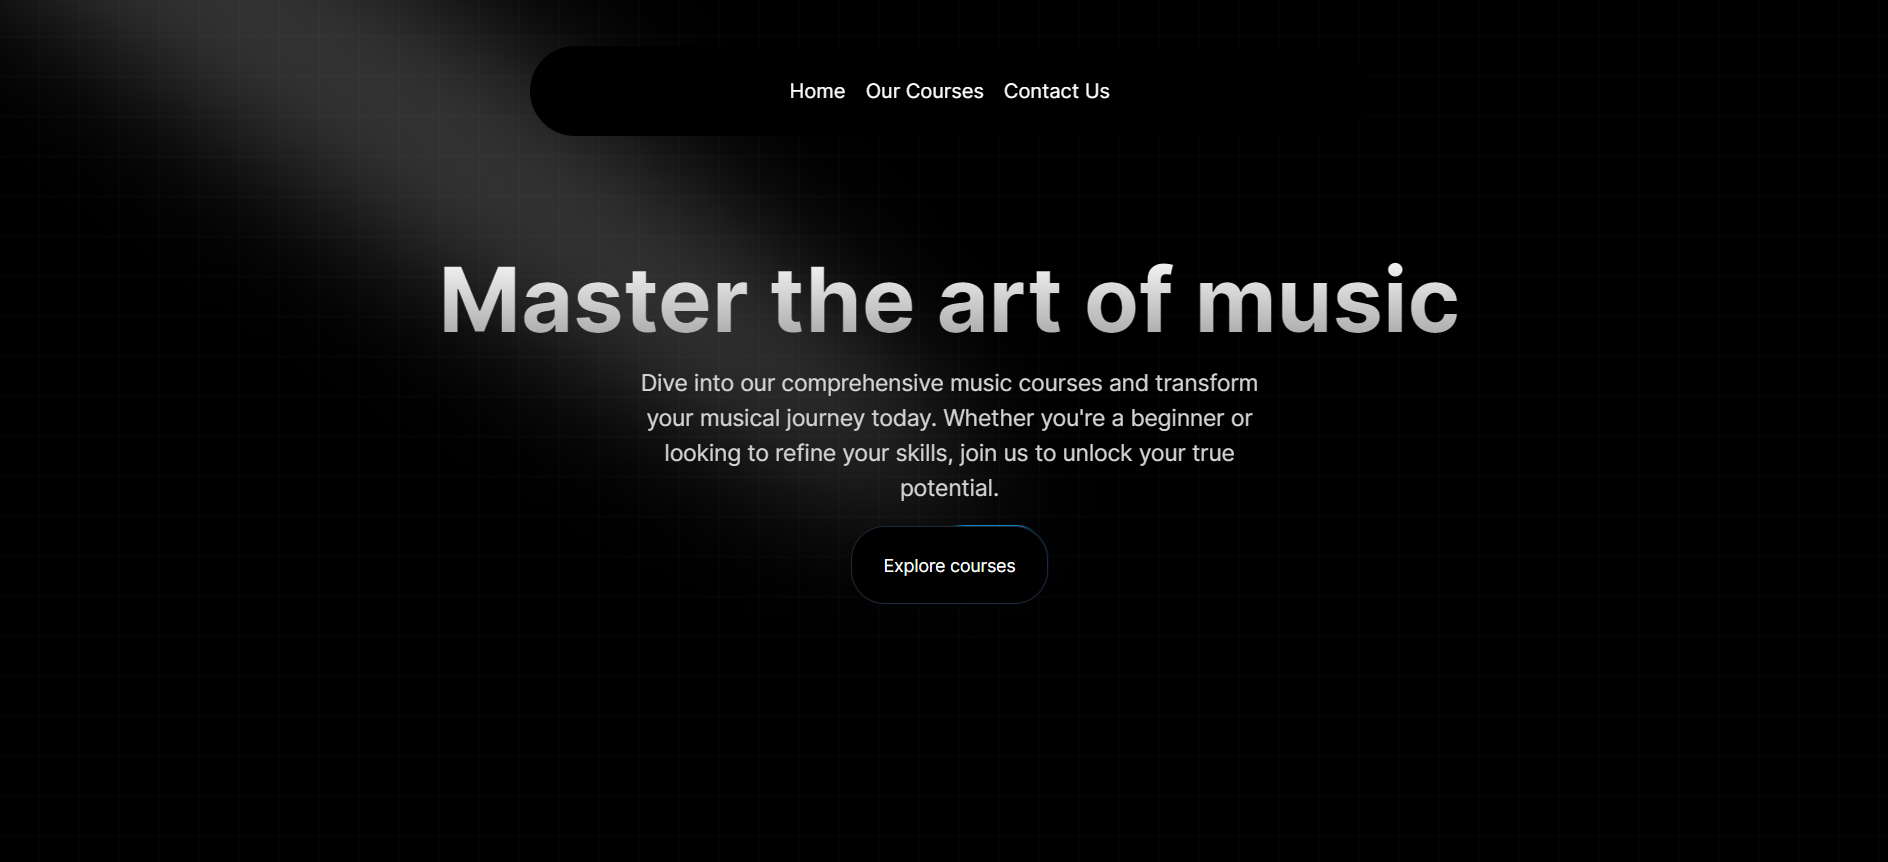 Home Our Courses Contact Us
Master the art of music
Dive into our comprehensive music courses and transform
your musical journey today. Whether you're a beginner or
looking to refine your skills, join us to unlock your true
potential.
Explore courses